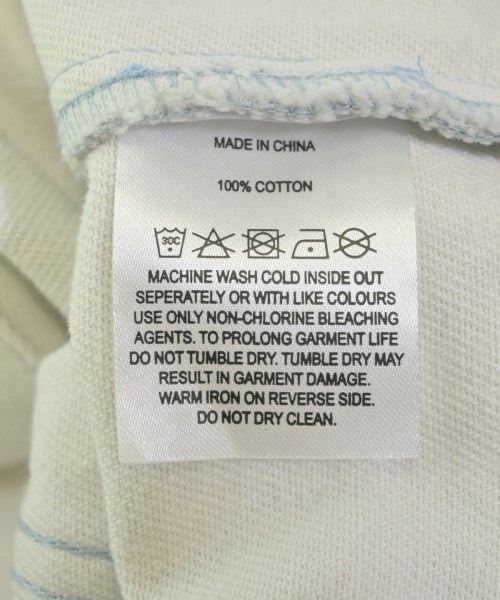 MADE IN CHINA
100% COTTON
30C
MACHINE WASH COLD INSIDE OUT
SEPERATELY OR WITH LIKE COLOURS
USE ONLY NON-CHLORINE BLEACHING
AGENTS. TO PROLONG GARMENT LIFE
DO NOT TUMBLE DRY. TUMBLE DRY MAY
RESULT IN GARMENT DAMAGE.
WARM IRON ON REVERSE SIDE.
DO NOT DRY CLEAN.